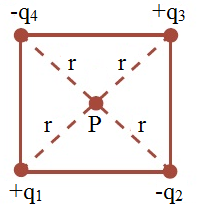 -q₄ +q₃
r r
P
r r
+q₁ -q₂